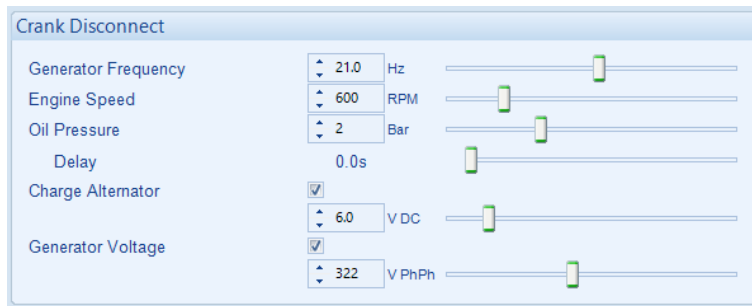 Crank Disconnect
Generator Frequency 21.0 Hz
Engine Speed 600 RPM
Oil Pressure 2 Bar
Delay 0.0s
Charge Alternator
6.0 V DC
Generator Voltage
322 V PhPh